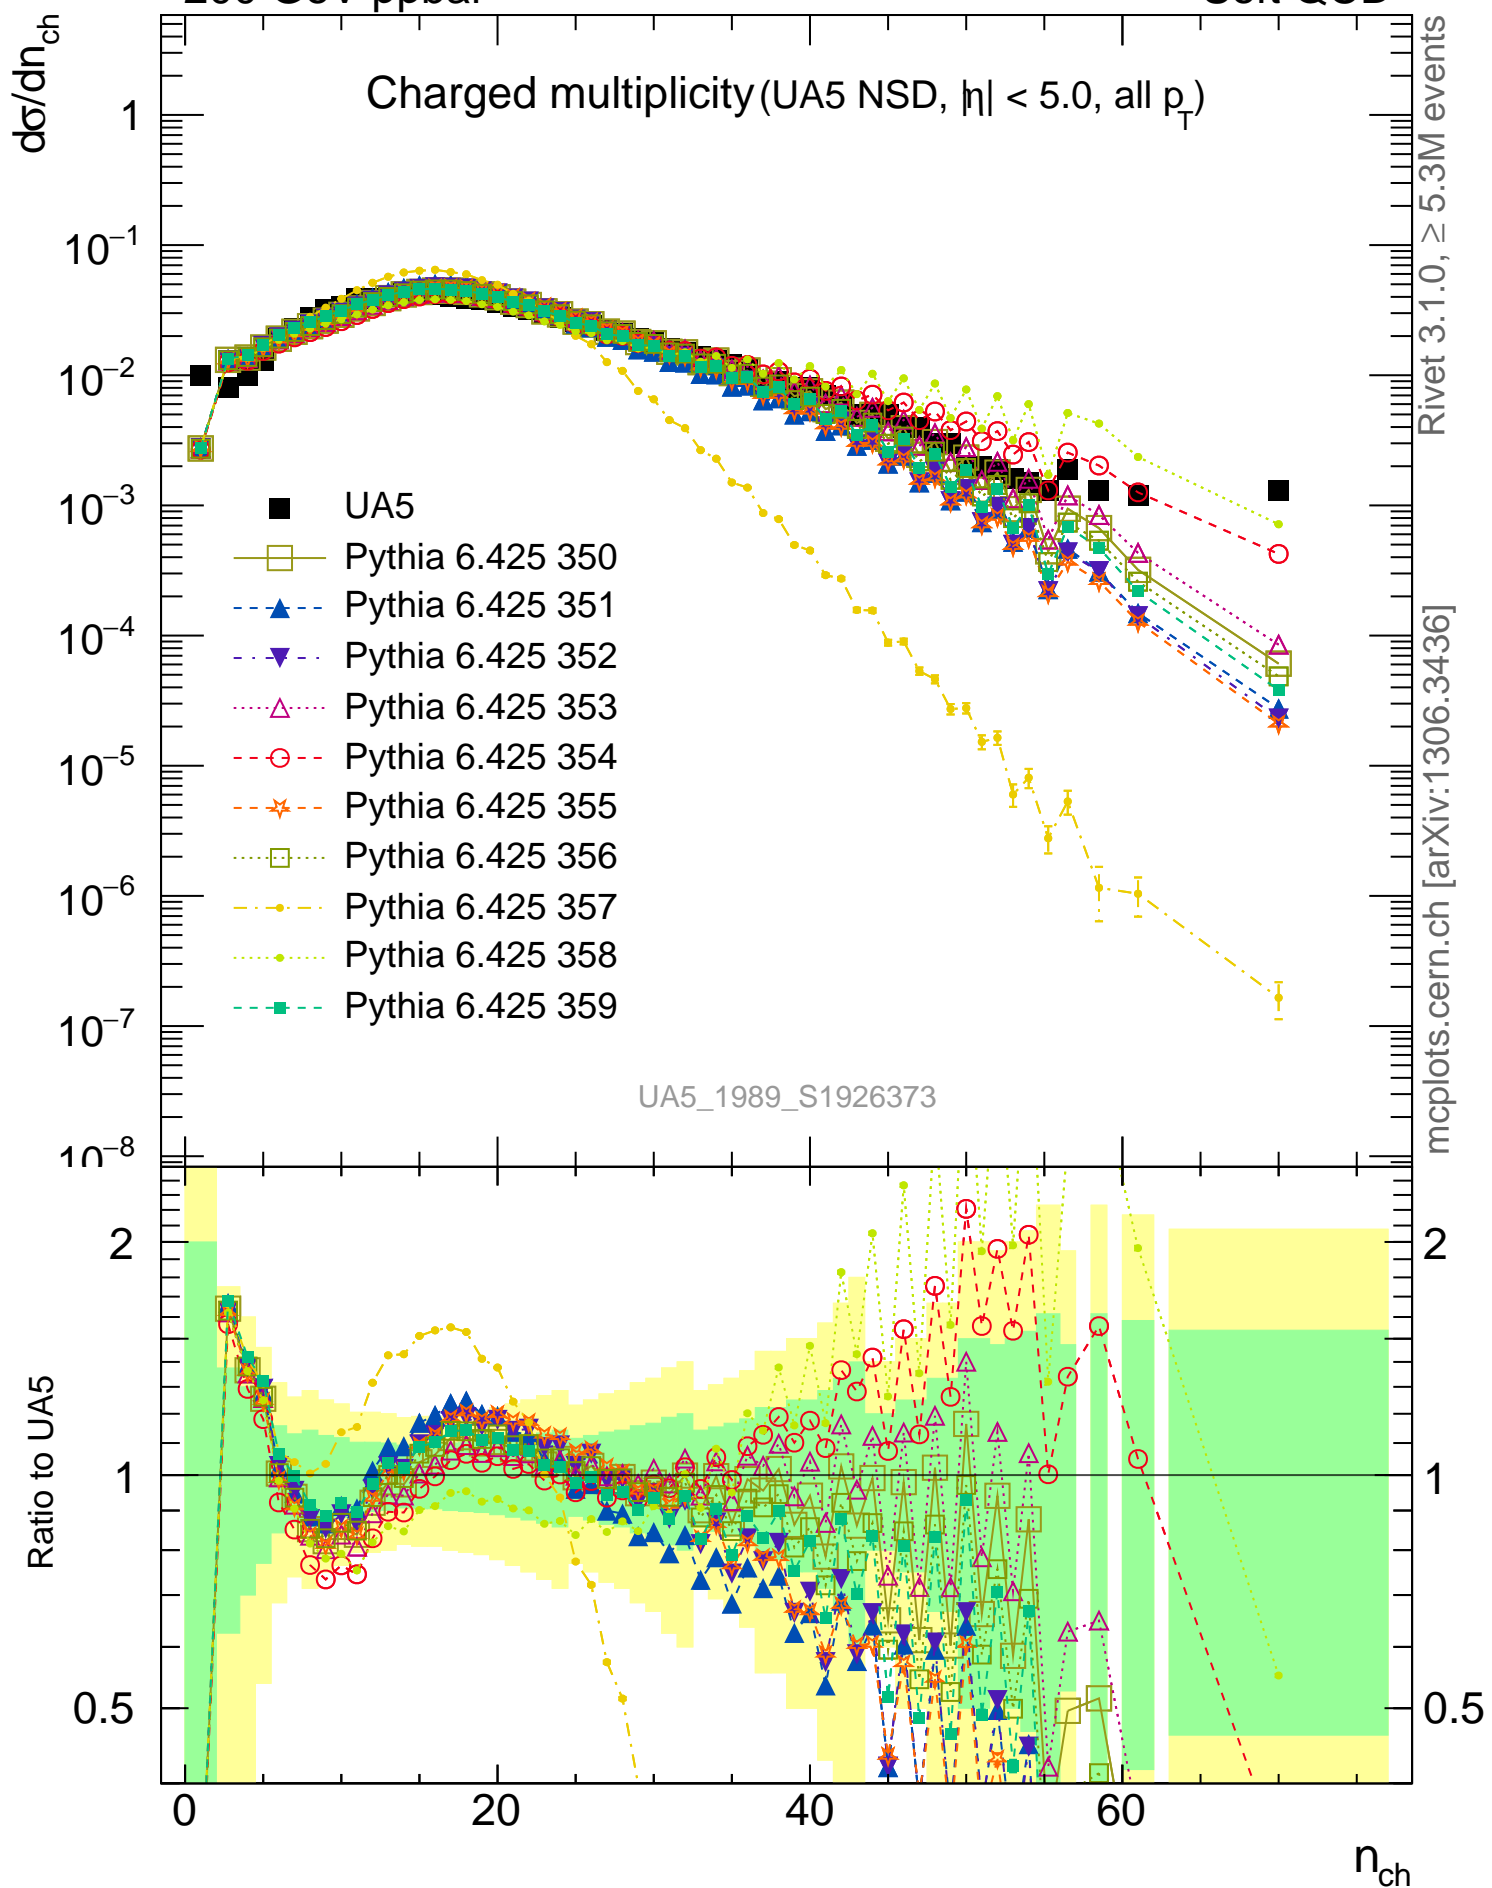 200 GeV ppbar
Soft QCD
dσ/dn_ch
Charged multiplicity (UA5 NSD, |η| < 5.0, all p_T)
1
10^−1
10^−2
10^−3
10^−4
10^−5
10^−6
10^−7
10^−8
UA5
Pythia 6.425 350
Pythia 6.425 351
Pythia 6.425 352
Pythia 6.425 353
Pythia 6.425 354
Pythia 6.425 355
Pythia 6.425 356
Pythia 6.425 357
Pythia 6.425 358
Pythia 6.425 359
UA5_1989_S1926373
Rivet 3.1.0, ≥ 5.3M events
mcplots.cern.ch [arXiv:1306.3436]
Ratio to UA5
2
1
0.5
2
1
0.5
0
20
40
60
n_ch